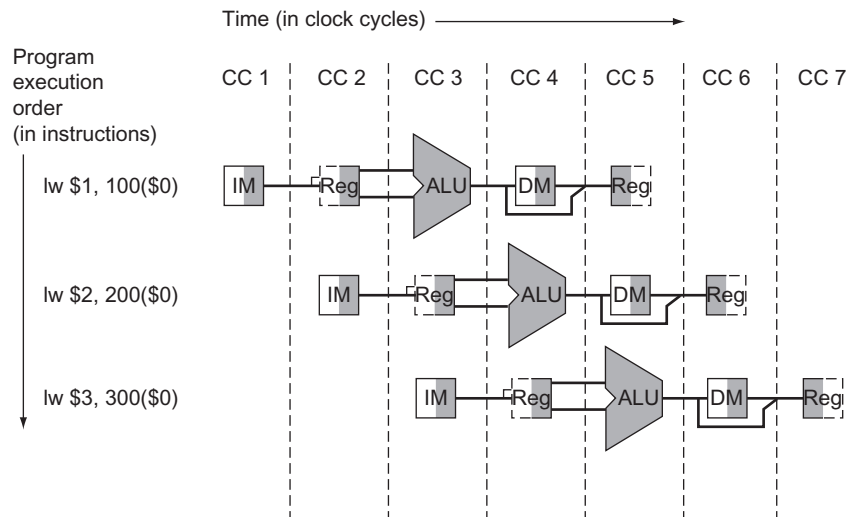 Time (in clock cycles)
Program
execution
order
(in instructions)
CC 1 CC 2 CC 3 CC 4 CC 5 CC 6 CC 7
lw $1, 100($0) IM Reg ALU DM Reg
lw $2, 200($0) IM Reg ALU DM Reg
lw $3, 300($0) IM Reg ALU DM Reg